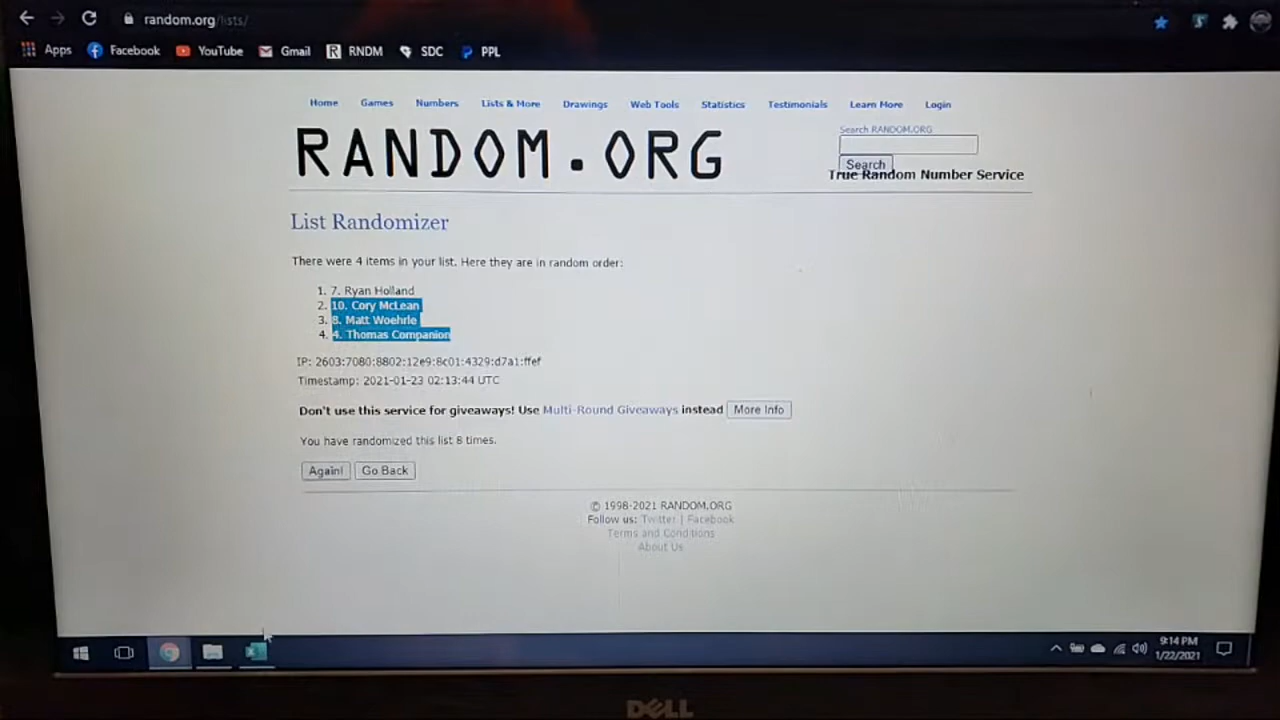 random.org/lists/
Apps Facebook YouTube Gmail RNDM SDC PPL
Home Games Numbers Lists & More Drawings Web Tools Statistics Testimonials Learn More Login
RANDOM.ORG
Search RANDOM.ORG
Search
True Random Number Service
List Randomizer
There were 4 items in your list. Here they are in random order:
1. 7. Ryan Holland
2. 10. Cory McLean
3. 8. Matt Woehrle
4. 4. Thomas Companion
IP: 2603:7080:8802:12e9:8c01:4329:d7a1:ffef
Timestamp: 2021-01-23 02:13:44 UTC
Don't use this service for giveaways! Use Multi-Round Giveaways instead More Info
You have randomized this list 8 times.
Again! Go Back
© 1998-2021 RANDOM.ORG
Follow us: Twitter | Facebook
Terms and Conditions
About Us
9:14 PM
1/22/2021
DELL